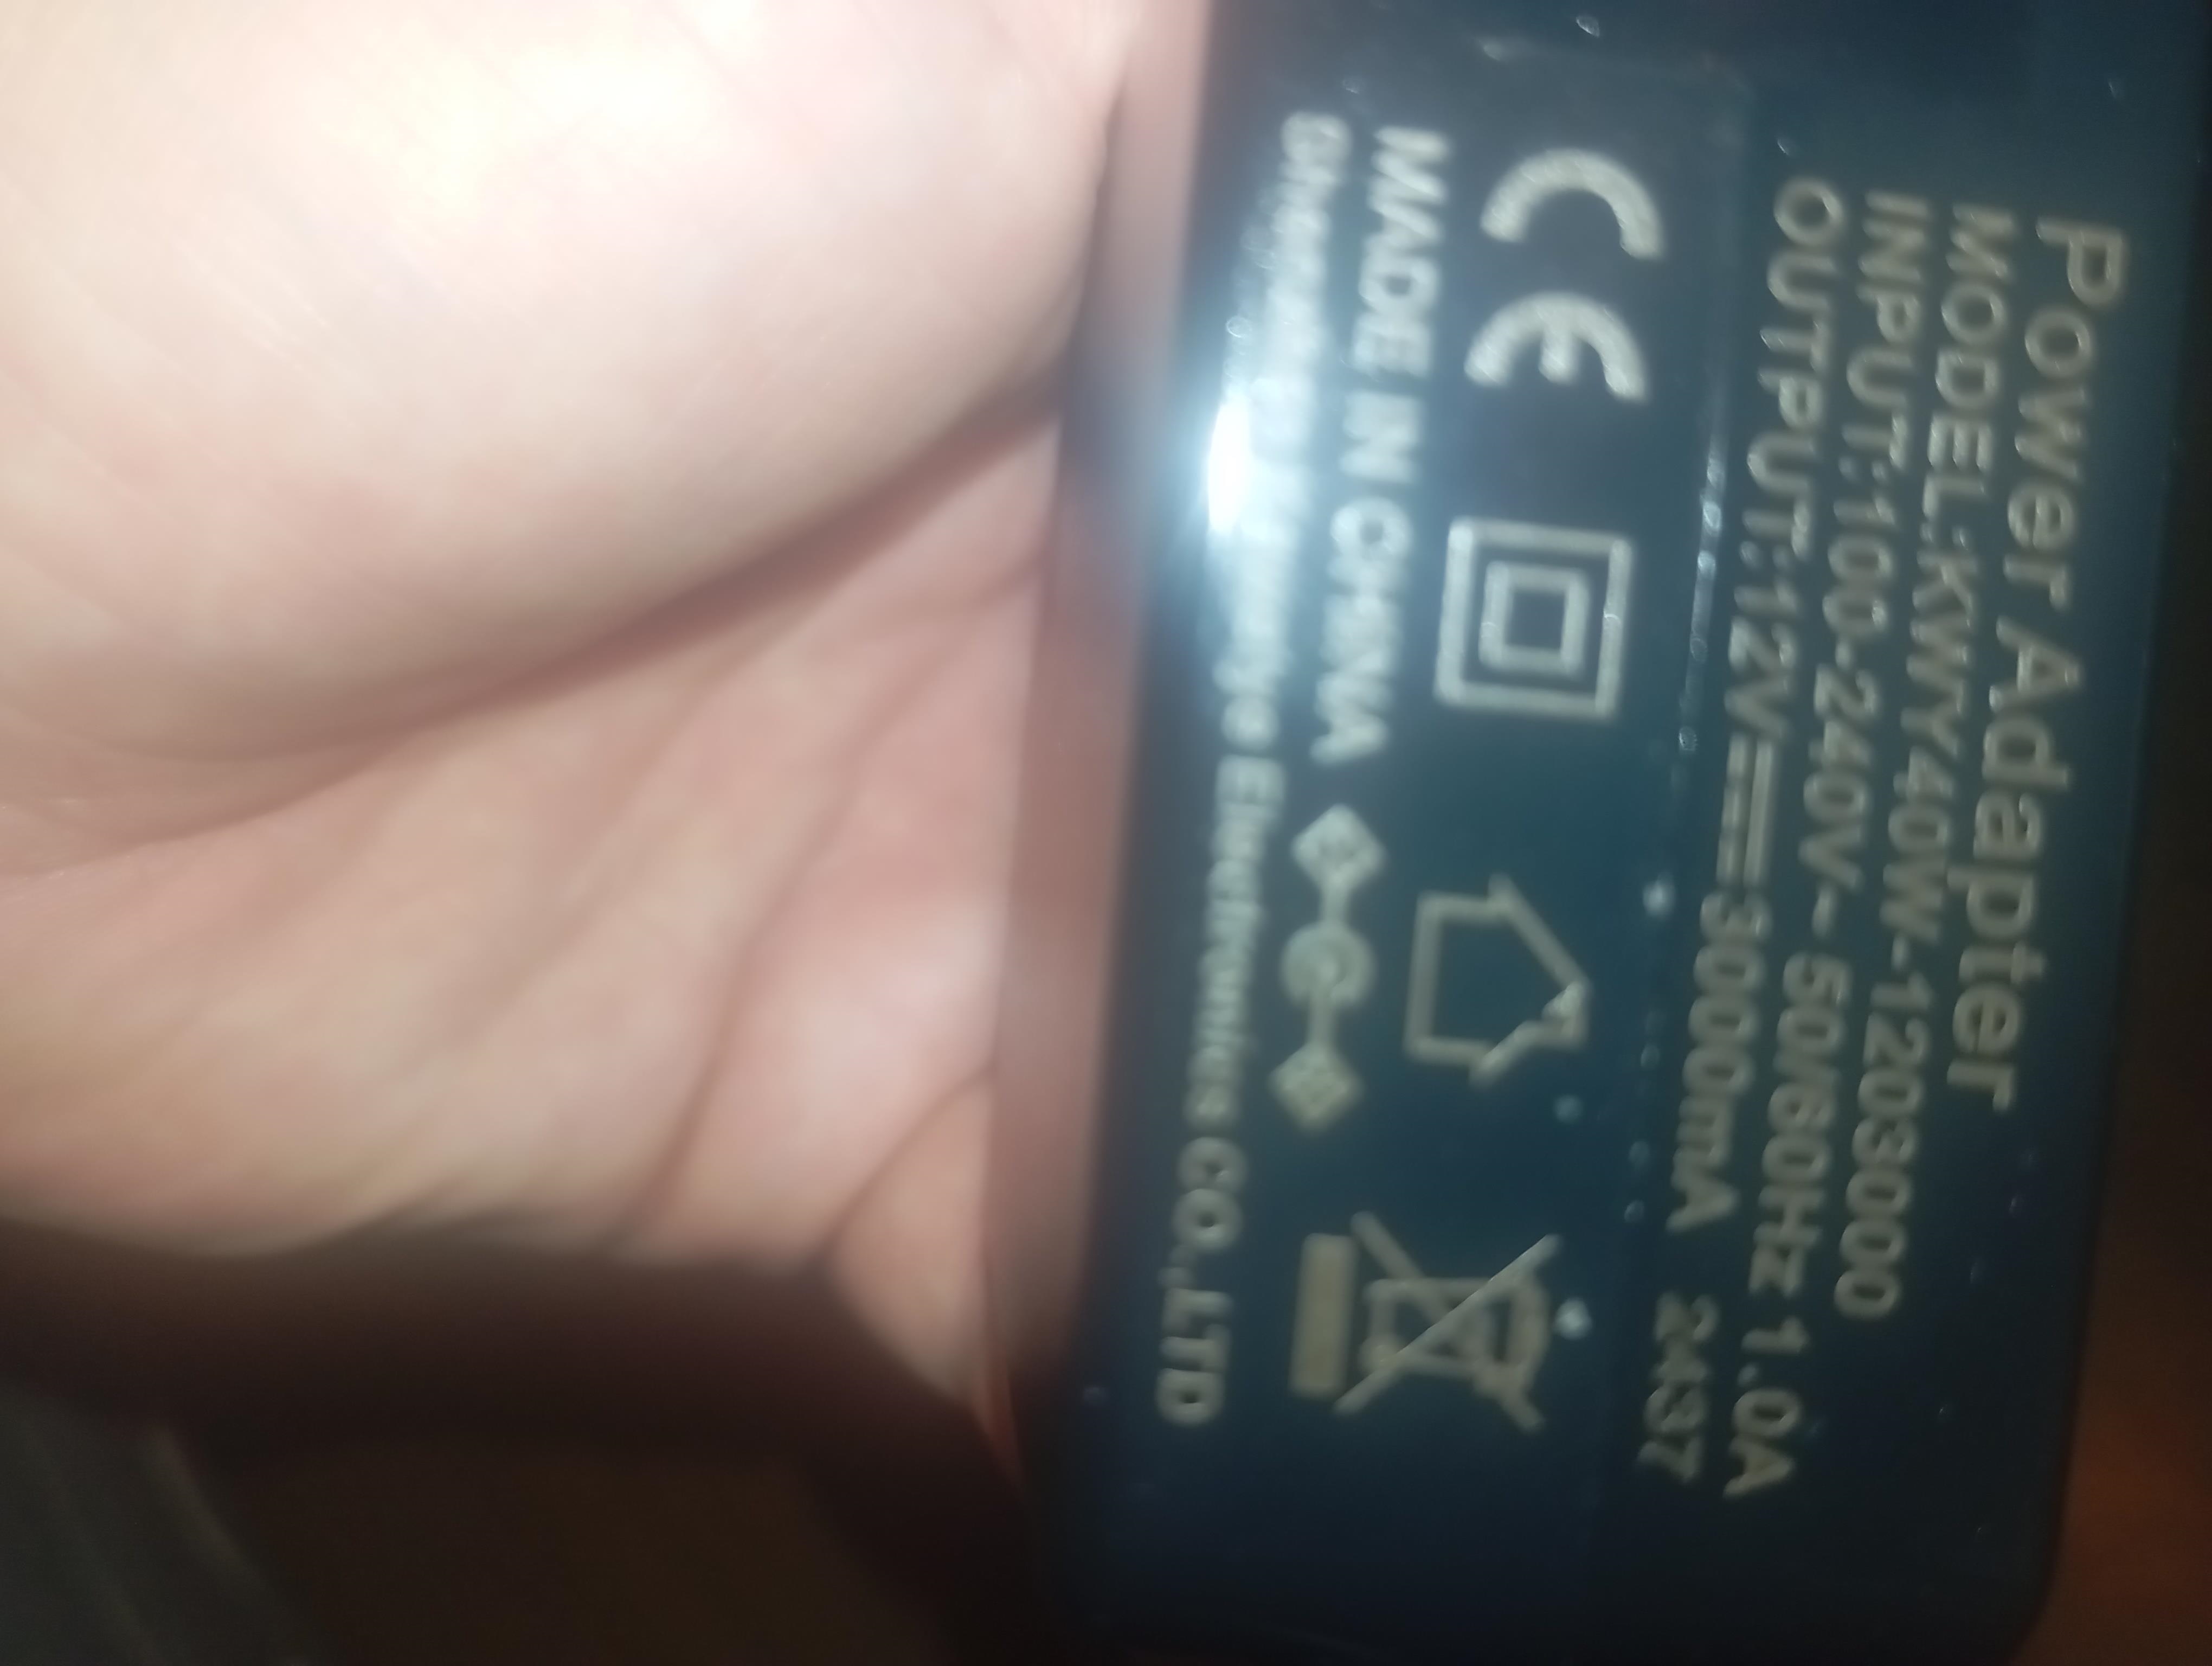 Power Adapter
MODEL:KWY40W-1203000
INPUT:100-240V~ 50/60Hz 1.0A
OUTPUT:12V⎓3000mA 2437
CE
MADE IN CHINA
Electronics CO.,LTD